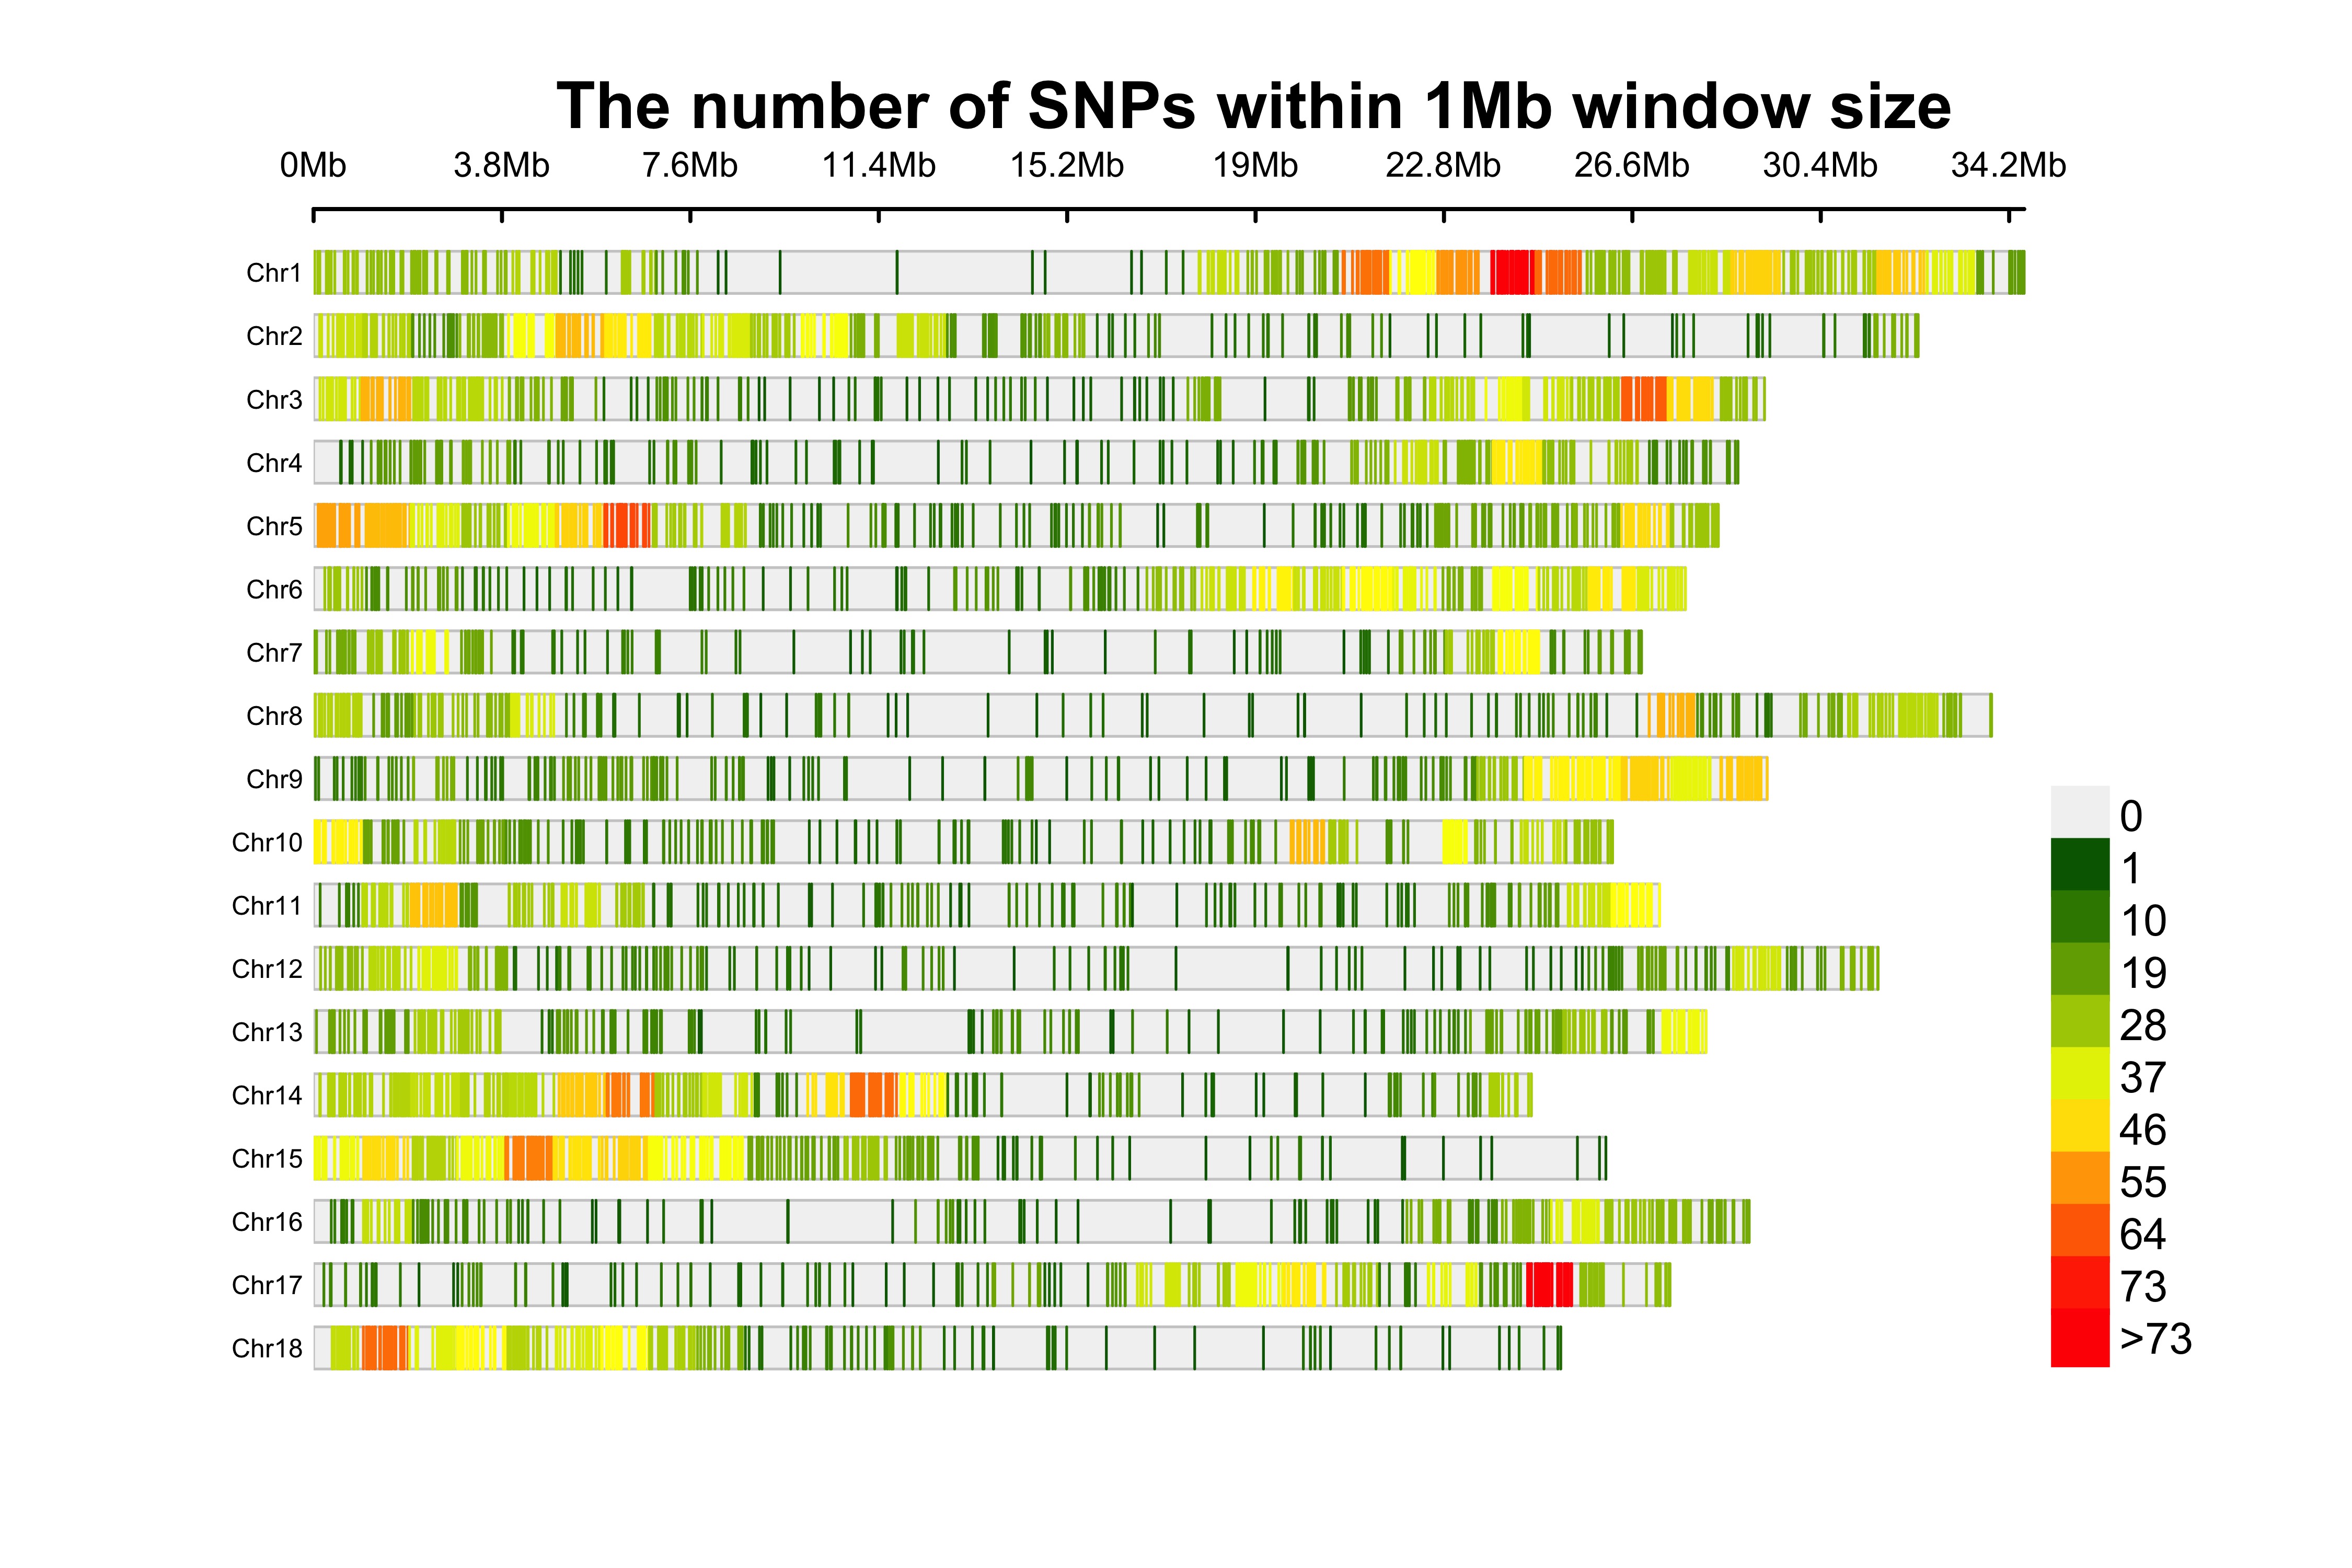 The number of SNPs within 1Mb window size
0Mb 3.8Mb 7.6Mb 11.4Mb 15.2Mb 19Mb 22.8Mb 26.6Mb 30.4Mb 34.2Mb
Chr1
Chr2
Chr3
Chr4
Chr5
Chr6
Chr7
Chr8
Chr9
Chr10
Chr11
Chr12
Chr13
Chr14
Chr15
Chr16
Chr17
Chr18
0
1
10
19
28
37
46
55
64
73
>73